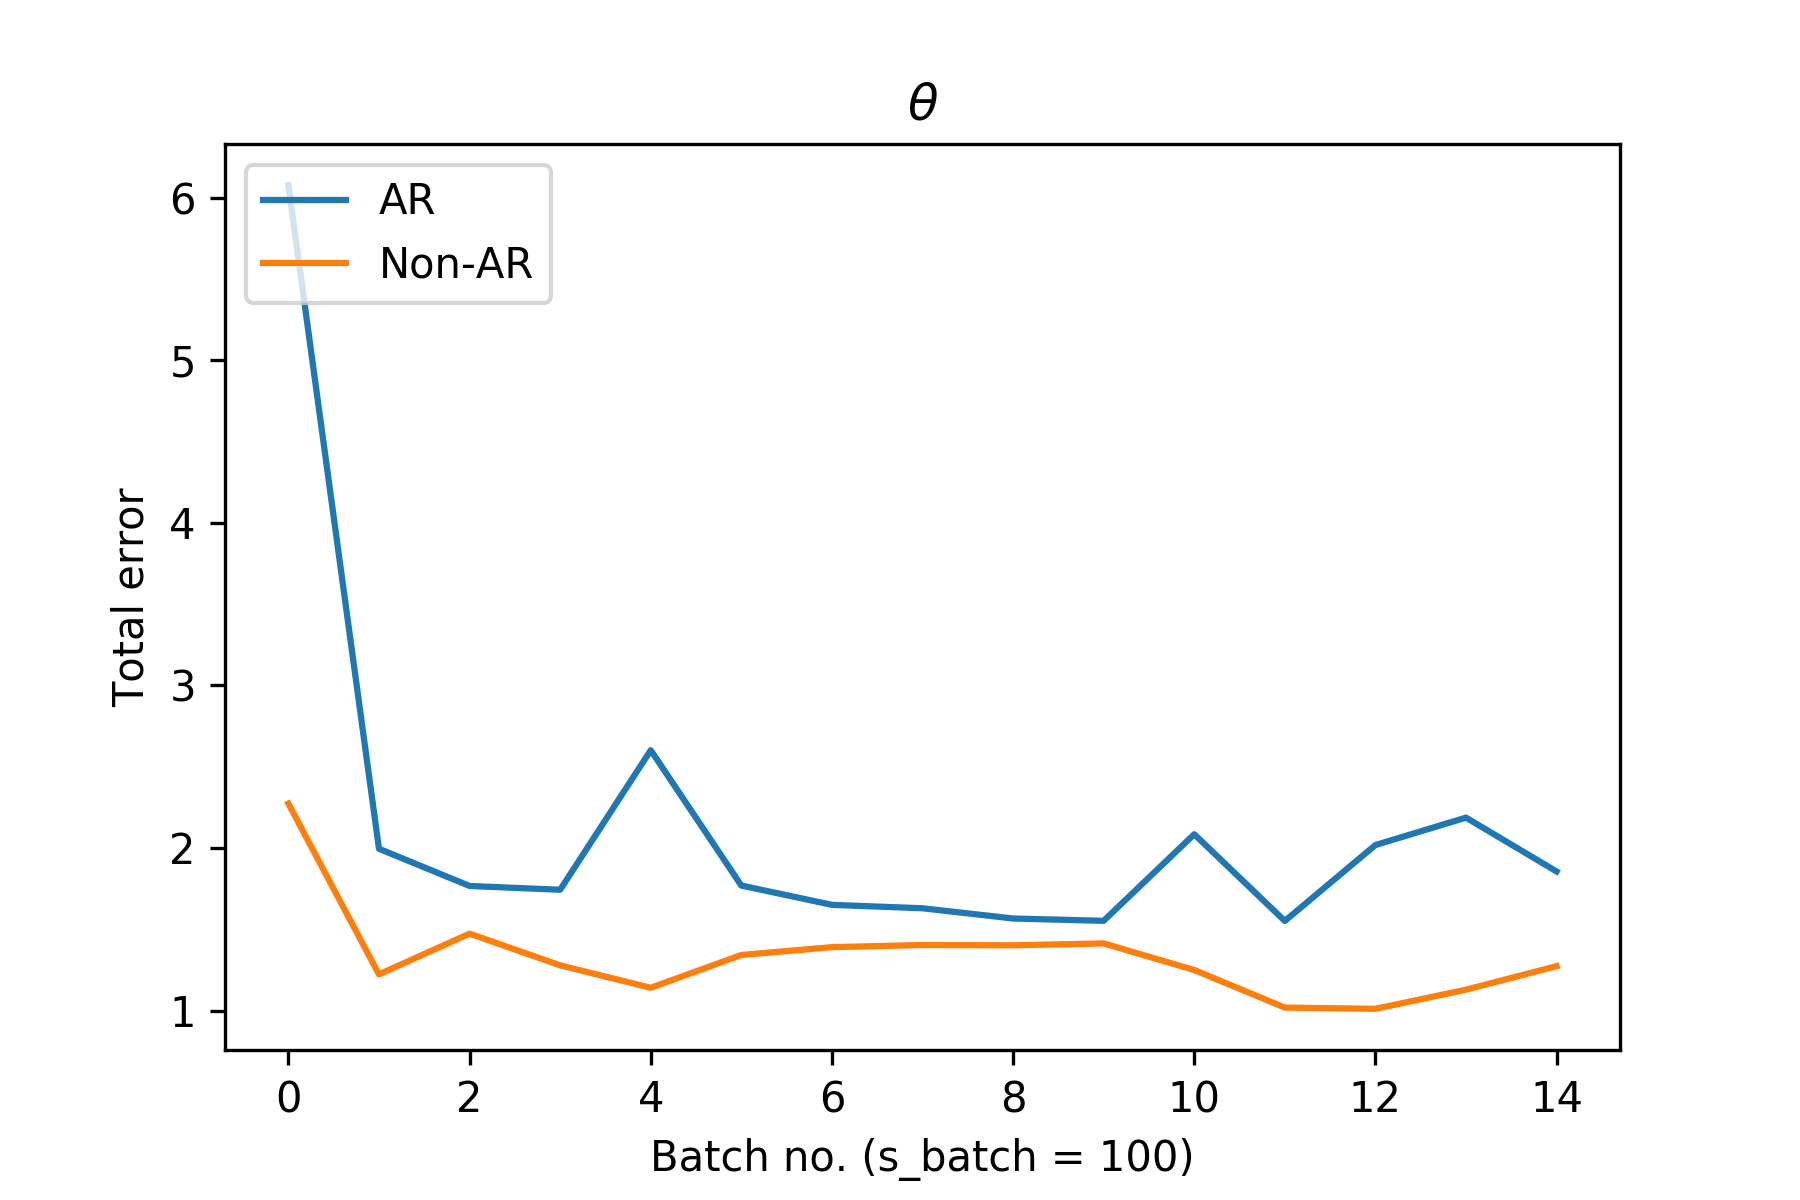 θ
AR
Non-AR
Total error
6
5
4
3
2
1
0 2 4 6 8 10 12 14
Batch no. (s_batch = 100)